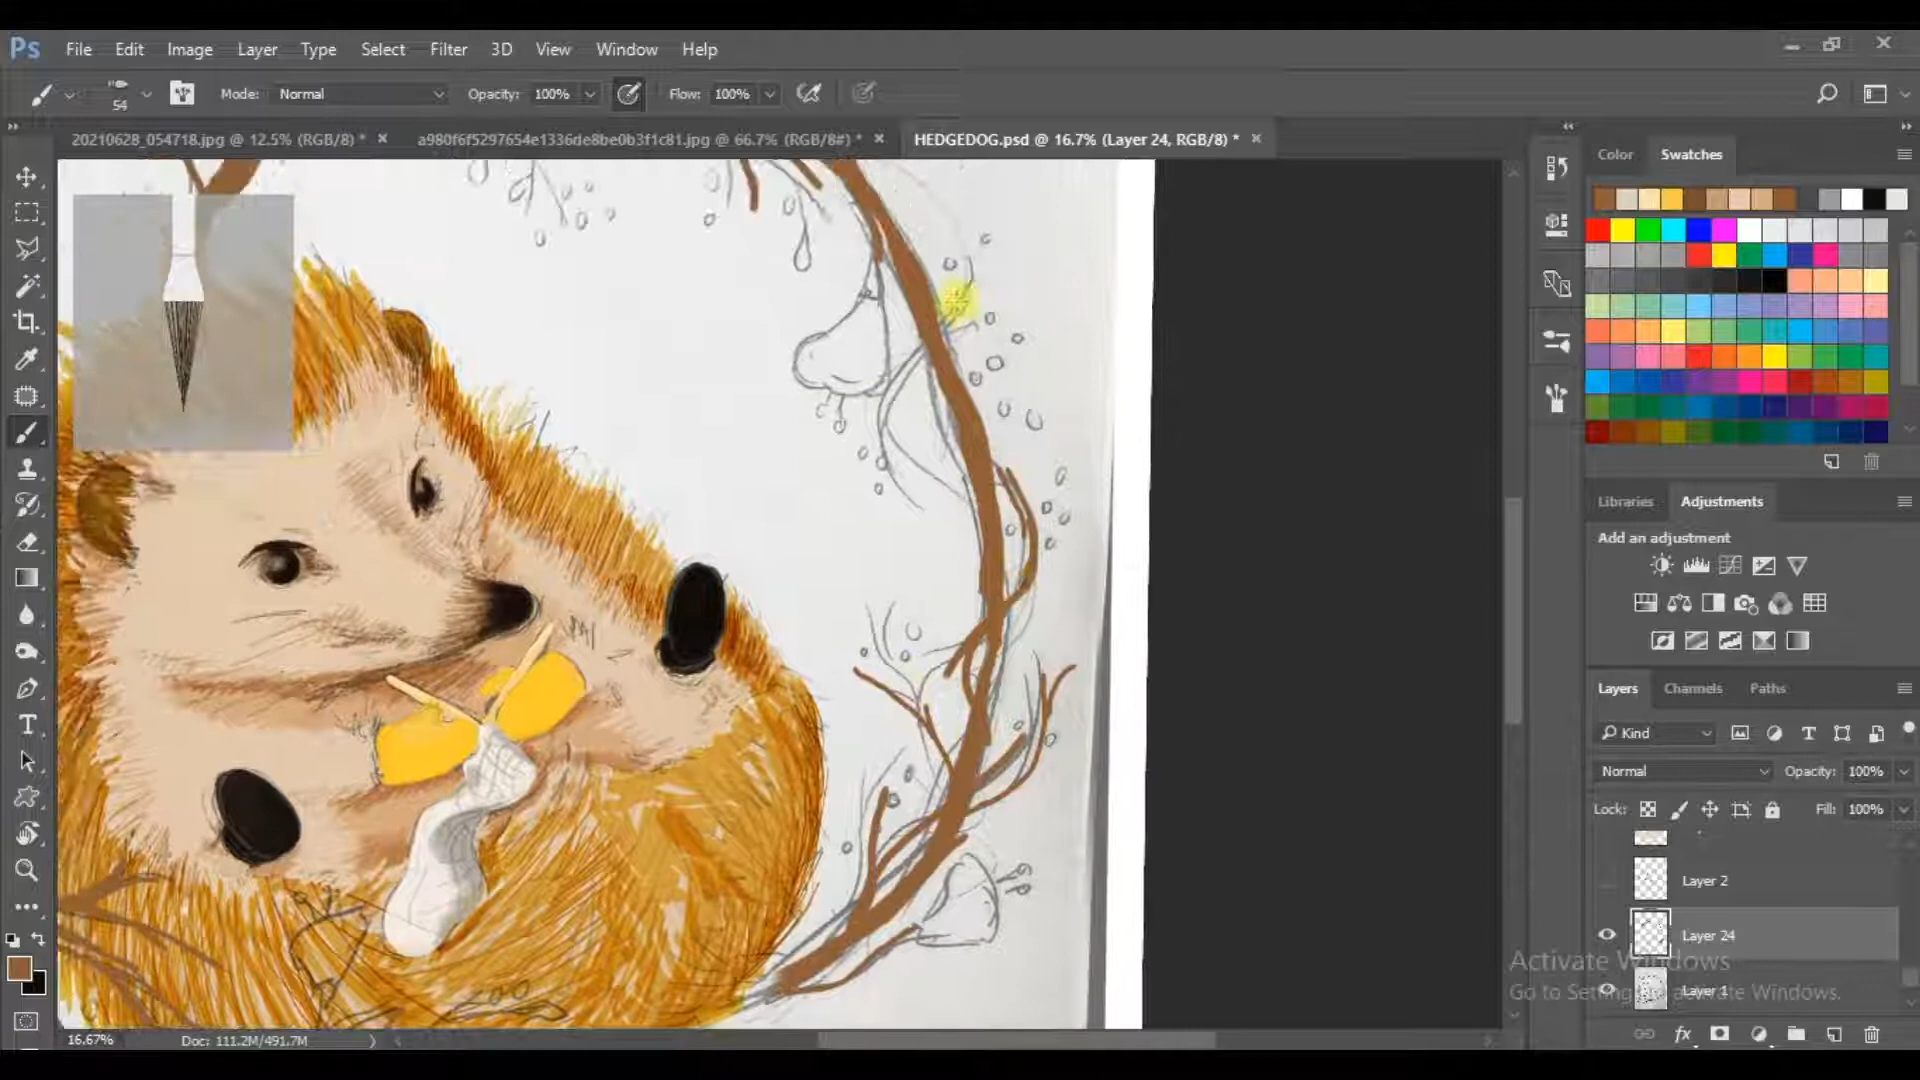 Ps File Edit Image Layer Type Select Filter 3D View Window Help
54 Mode: Normal Opacity: 100% Flow: 100%
20210628_054718.jpg @ 12.5% (RGB/8) * a980f6f5297654e1336de8be0b3f1c81.jpg @ 66.7% (RGB/8#) * HEDGEDOG.psd @ 16.7% (Layer 24, RGB/8) *
Color Swatches
Libraries Adjustments
Add an adjustment
Layers Channels Paths
Kind
Normal Opacity: 100%
Lock: Fill: 100%
Layer 2
Layer 24
Activate Windows
Layer 1
Go to Settings to activate Windows.
16.67% Doc: 111.2M/491.7M
fx